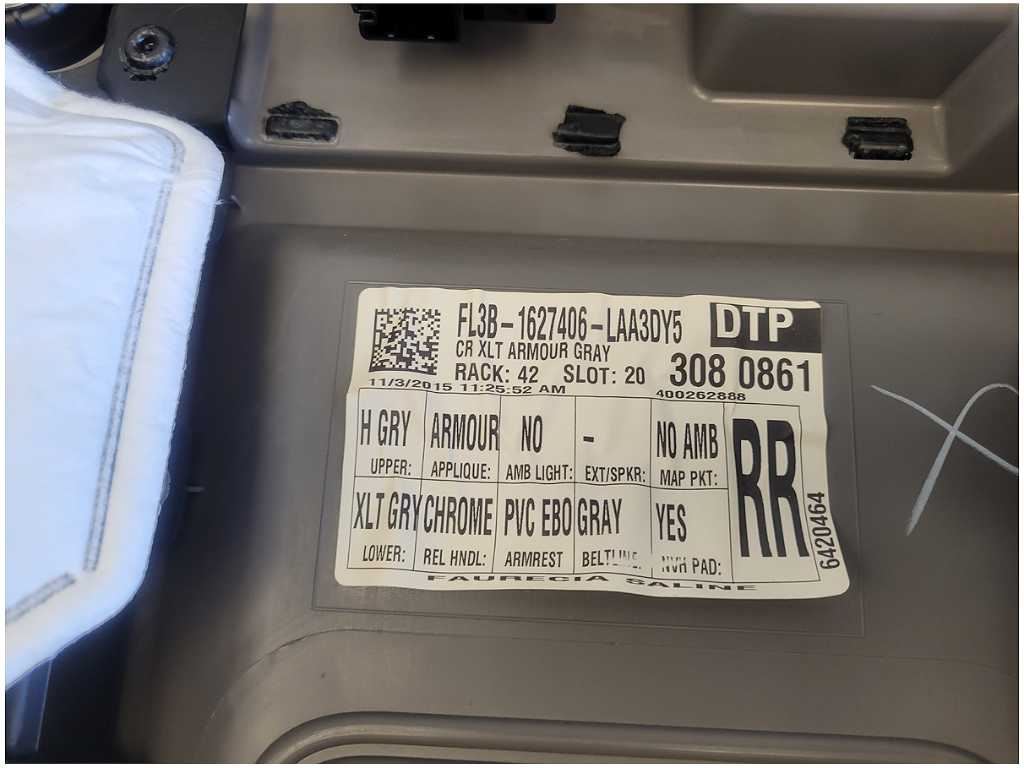 FL3B-1627406-LAA3DY5 DTP
CR XLT ARMOUR GRAY
RACK: 42 SLOT: 20 308 0861
11/3/2015 11:25:52 AM 400262888
H GRY ARMOUR NO - NO AMB RR
UPPER: APPLIQUE: AMB LIGHT: EXT/SPKR: MAP PKT:
XLT GRY CHROME PVC EBO GRAY YES
LOWER: REL HNDL: ARMREST BELTLINE: NVH PAD:
6420464
FAURECIA SALINE